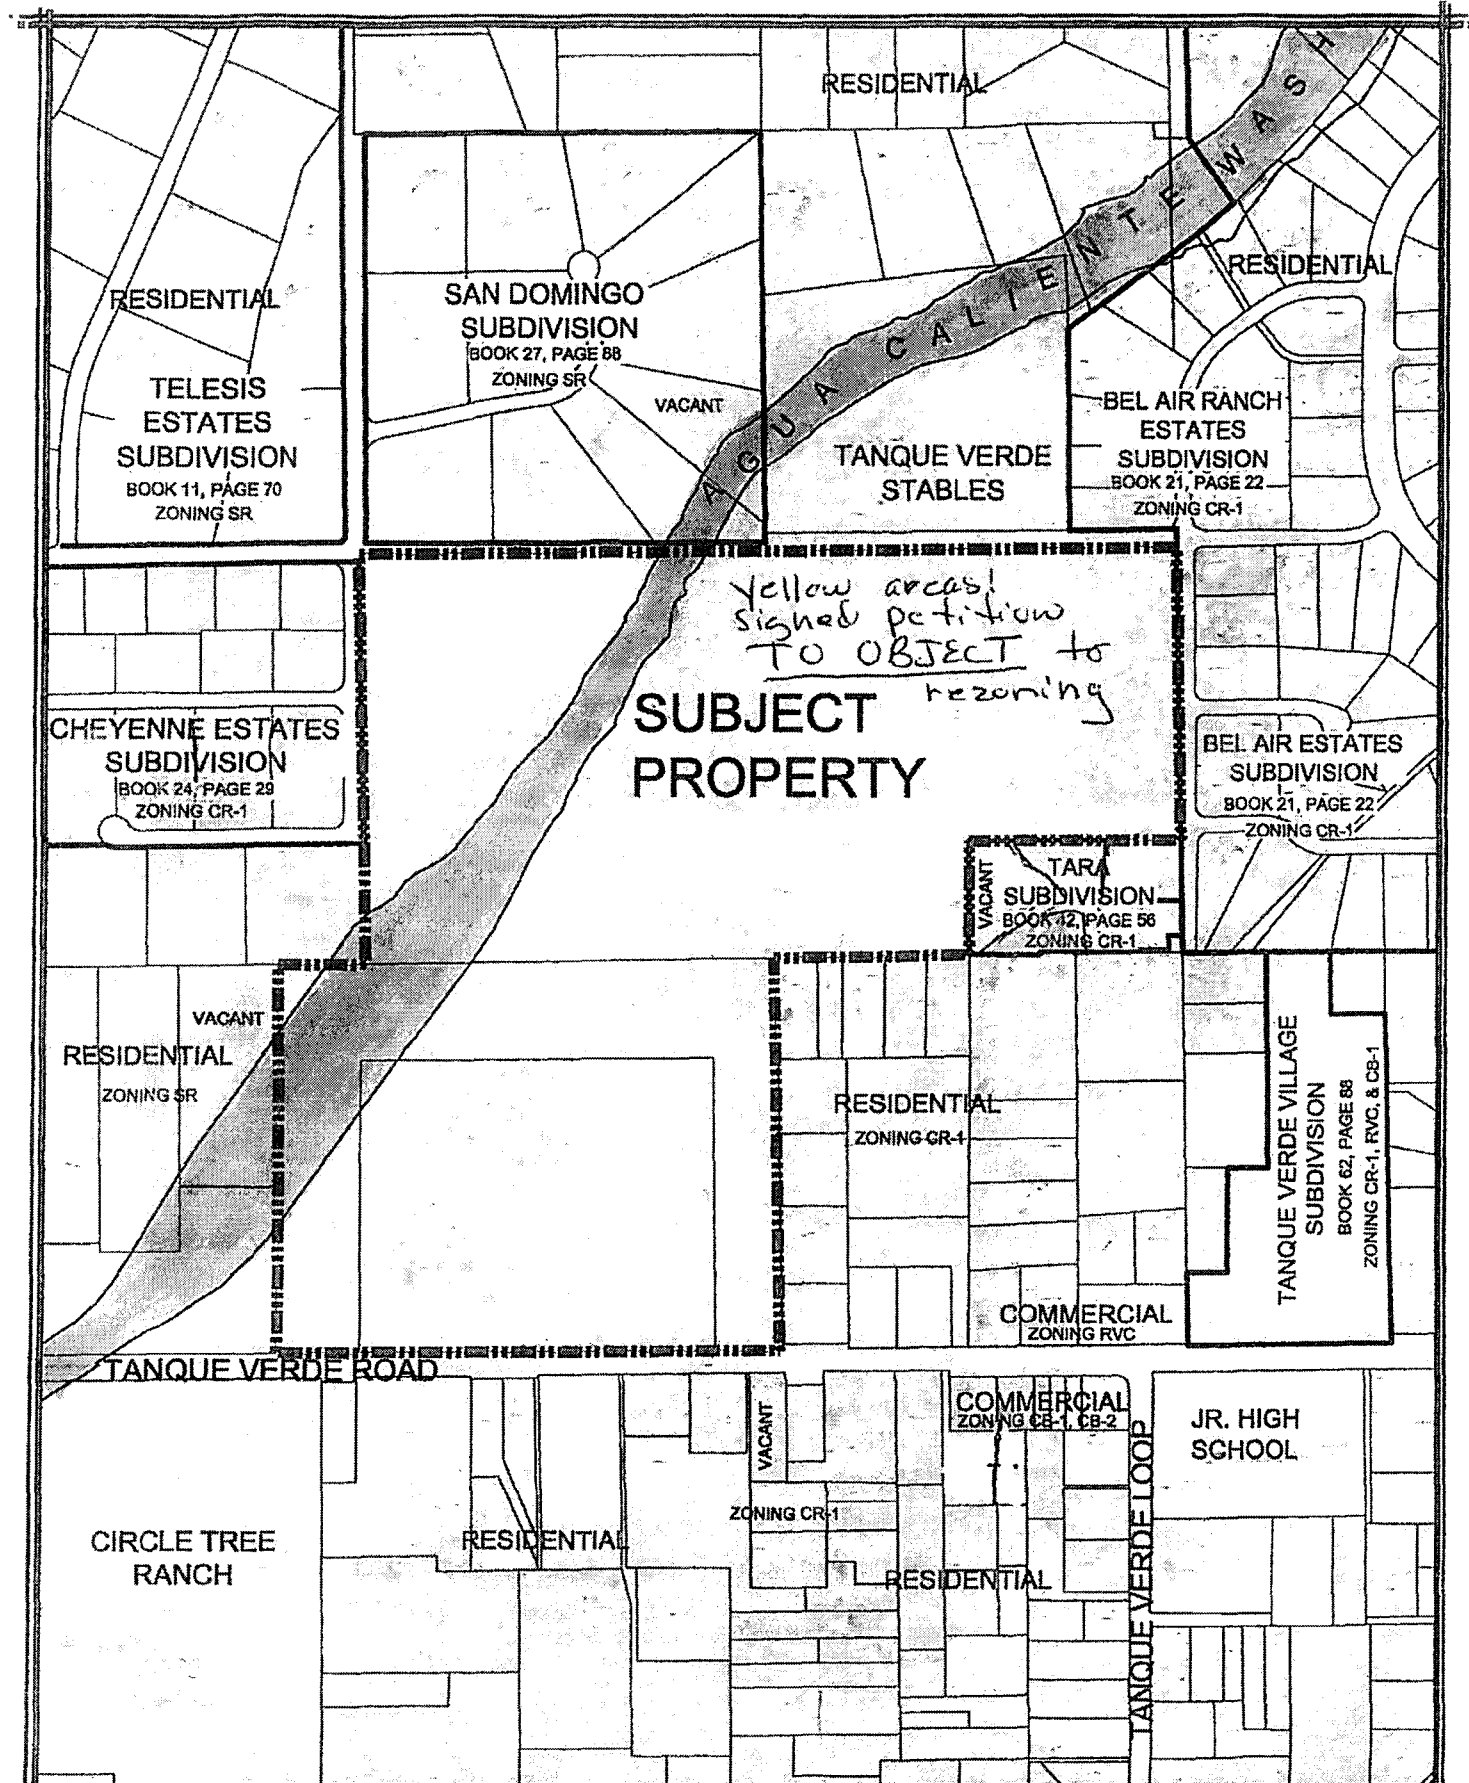 RESIDENTIAL
AGUA CALIENTE WASH
RESIDENTIAL
RESIDENTIAL
SAN DOMINGO
SUBDIVISION
BOOK 27, PAGE 88
ZONING SR
VACANT
TELESIS
ESTATES
SUBDIVISION
BOOK 11, PAGE 70
ZONING SR
TANQUE VERDE
STABLES
BEL AIR RANCH
ESTATES
SUBDIVISION
BOOK 21, PAGE 22
ZONING CR-1
yellow areas!
signed petition
TO OBJECT to
rezoning
SUBJECT
PROPERTY
CHEYENNE ESTATES
SUBDIVISION
BOOK 24, PAGE 29
ZONING CR-1
BEL AIR ESTATES
SUBDIVISION
BOOK 21, PAGE 22
ZONING CR-1
VACANT
TARA
SUBDIVISION
BOOK 42, PAGE 56
ZONING CR-1
VACANT
RESIDENTIAL
ZONING SR
RESIDENTIAL
ZONING CR-1
TANQUE VERDE VILLAGE
SUBDIVISION
BOOK 62, PAGE 88
ZONING CR-1, RVC, & CB-1
COMMERCIAL
ZONING RVC
TANQUE VERDE ROAD
VACANT
COMMERCIAL
ZONING CB-1, CB-2
JR. HIGH
SCHOOL
TANQUE VERDE LOOP
ZONING CR-1
CIRCLE TREE
RANCH
RESIDENTIAL
RESIDENTIAL